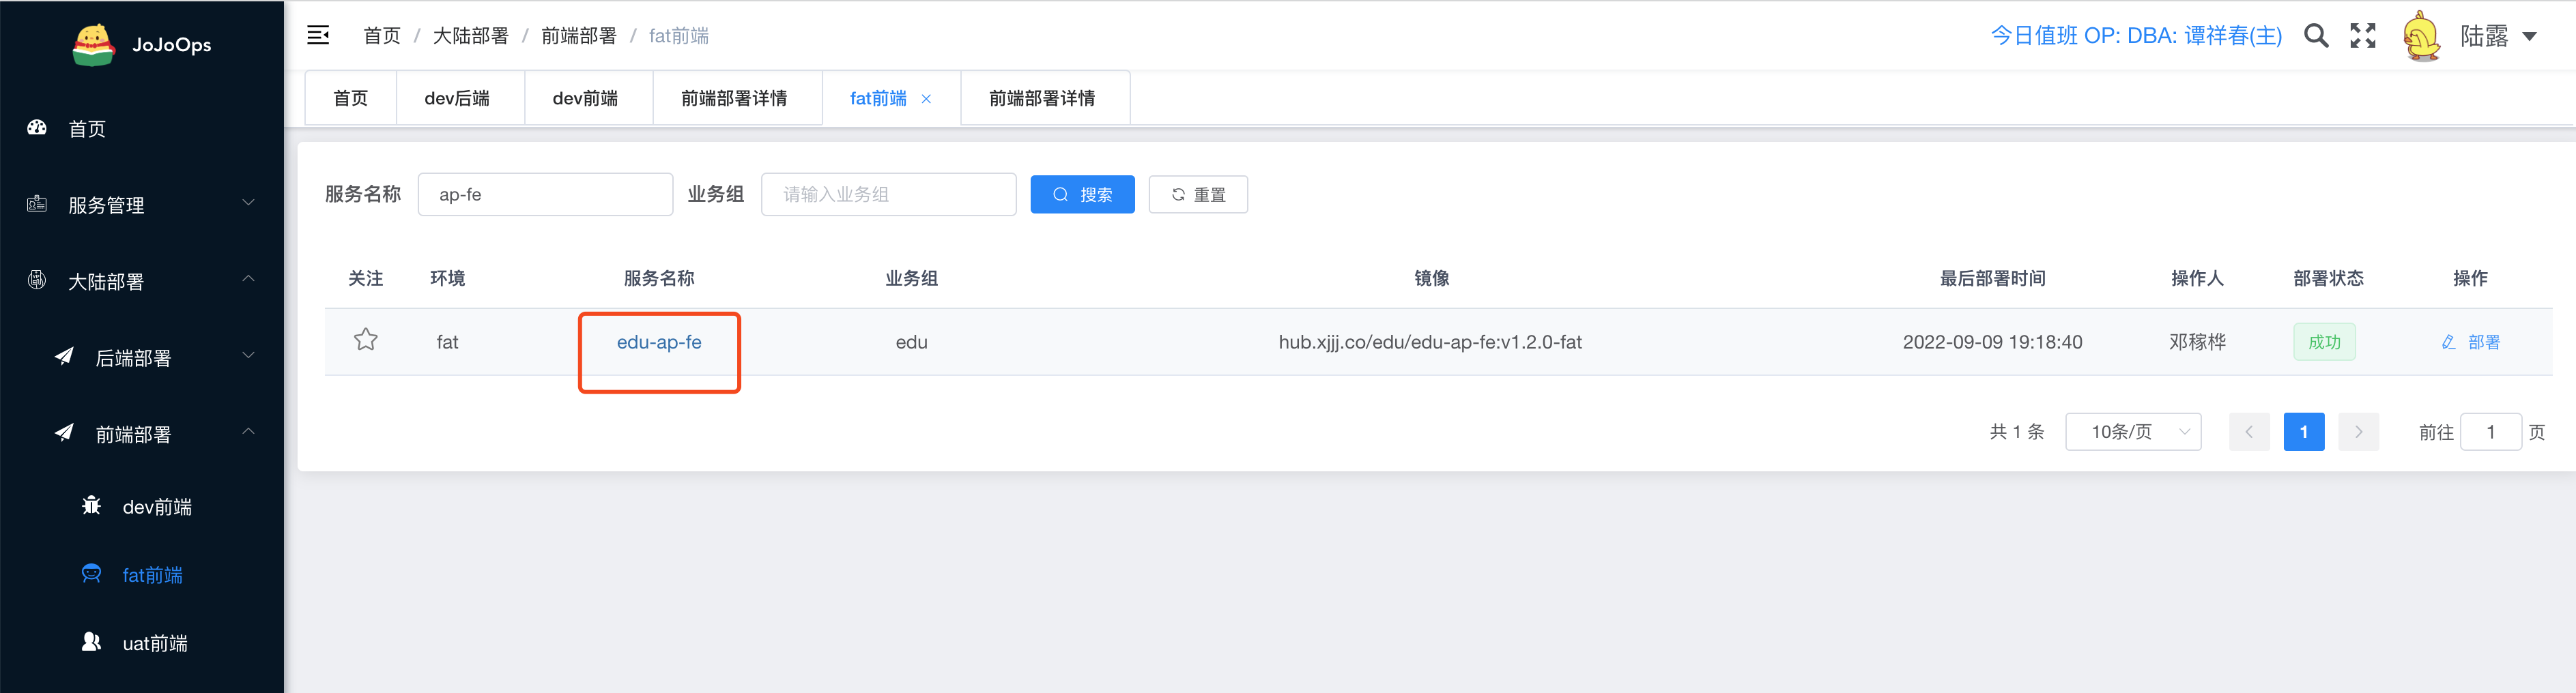 JoJoOps
首页 / 大陆部署 / 前端部署 / fat前端
今日值班 OP: DBA: 谭祥春(主)
陆露
首页
dev后端
dev前端
前端部署详情
fat前端
前端部署详情
首页
服务管理
大陆部署
后端部署
前端部署
dev前端
fat前端
uat前端
服务名称 ap-fe 业务组 请输入业务组 搜索 重置
关注 环境 服务名称 业务组 镜像 最后部署时间 操作人 部署状态 操作
fat edu-ap-fe edu hub.xjjj.co/edu/edu-ap-fe:v1.2.0-fat 2022-09-09 19:18:40 邓稼桦 成功 部署
共 1 条 10条/页 1 前往 1 页